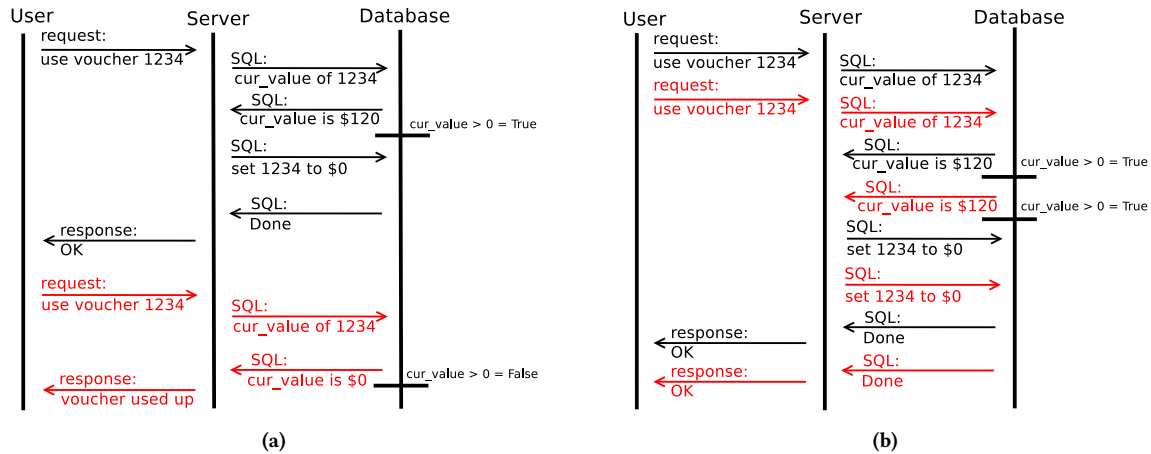 User Server Database
request:
use voucher 1234
SQL:
cur_value of 1234
SQL:
cur_value is $120
cur_value > 0 = True
SQL:
set 1234 to $0
SQL:
Done
response:
OK
request:
use voucher 1234
SQL:
cur_value of 1234
SQL:
cur_value is $0
cur_value > 0 = False
response:
voucher used up
(a)
User Server Database
request:
use voucher 1234
SQL:
cur_value of 1234
request:
use voucher 1234
SQL:
cur_value of 1234
SQL:
cur_value is $120
cur_value > 0 = True
SQL:
cur_value is $120
cur_value > 0 = True
SQL:
set 1234 to $0
SQL:
set 1234 to $0
SQL:
Done
response:
OK
SQL:
Done
response:
OK
(b)